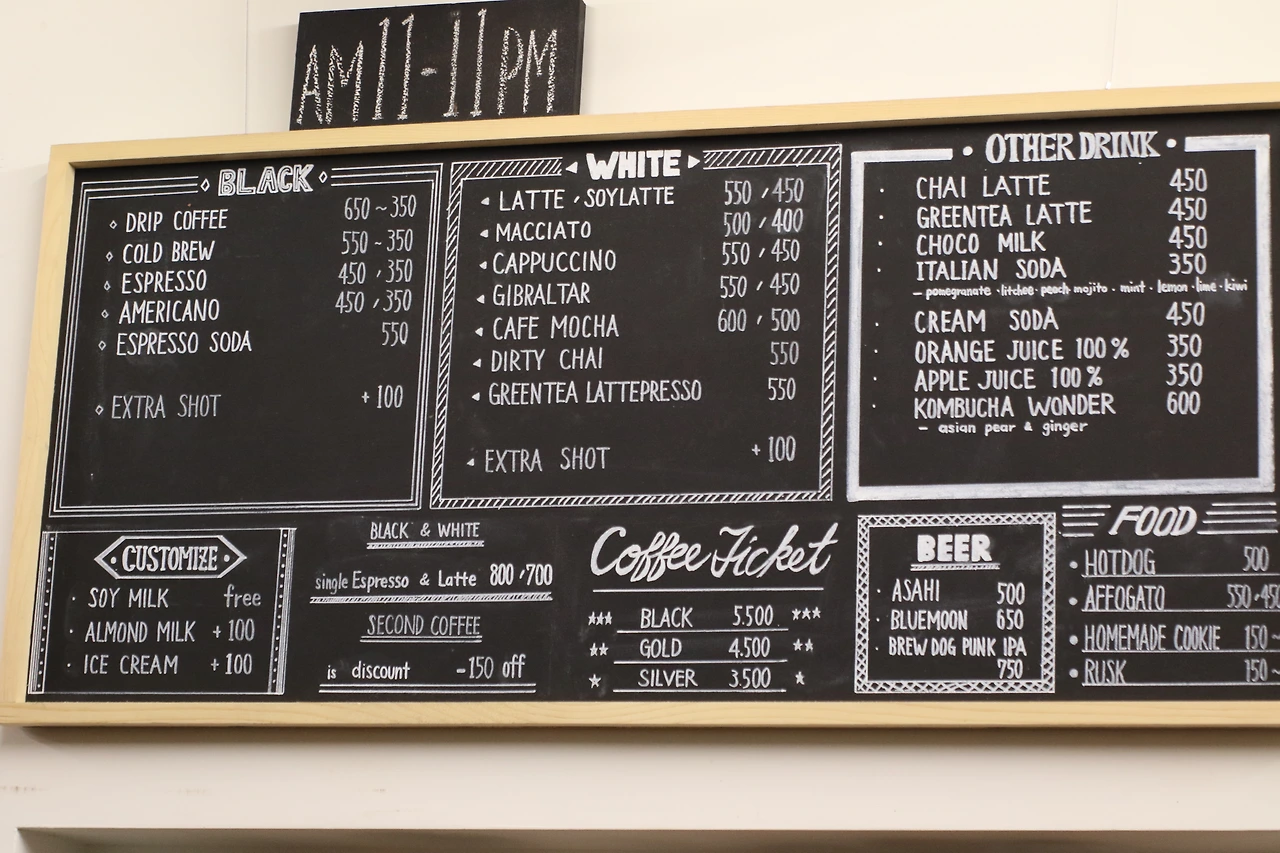 AM11-11PM
BLACK
DRIP COFFEE 650~350
COLD BREW 550~350
ESPRESSO 450/350
AMERICANO 450/350
ESPRESSO SODA 550
EXTRA SHOT +100
WHITE
LATTE/SOYLATTE 550/450
MACCIATO 500/400
CAPPUCCINO 550/450
GIBRALTAR 550/450
CAFE MOCHA 600/500
DIRTY CHAI 550
GREENTEA LATTEPRESSO 550
EXTRA SHOT +100
OTHER DRINK
CHAI LATTE 450
GREENTEA LATTE 450
CHOCO MILK 450
ITALIAN SODA 350
- pomegranate · litchee · peach mojito · mint · lemon · lime · kiwi
CREAM SODA 450
ORANGE JUICE 100% 350
APPLE JUICE 100% 350
KOMBUCHA WONDER 600
- asian pear & ginger
CUSTOMIZE
SOY MILK free
ALMOND MILK +100
ICE CREAM +100
BLACK & WHITE
single Espresso & Latte 800/700
SECOND COFFEE
is discount -150 off
Coffee Ticket
BLACK 5.500
GOLD 4.500
SILVER 3.500
BEER
ASAHI 500
BLUEMOON 650
BREW DOG PUNK IPA
750
FOOD
HOTDOG 500
AFFOGATO 550/450
HOMEMADE COOKIE 150~
RUSK 150~